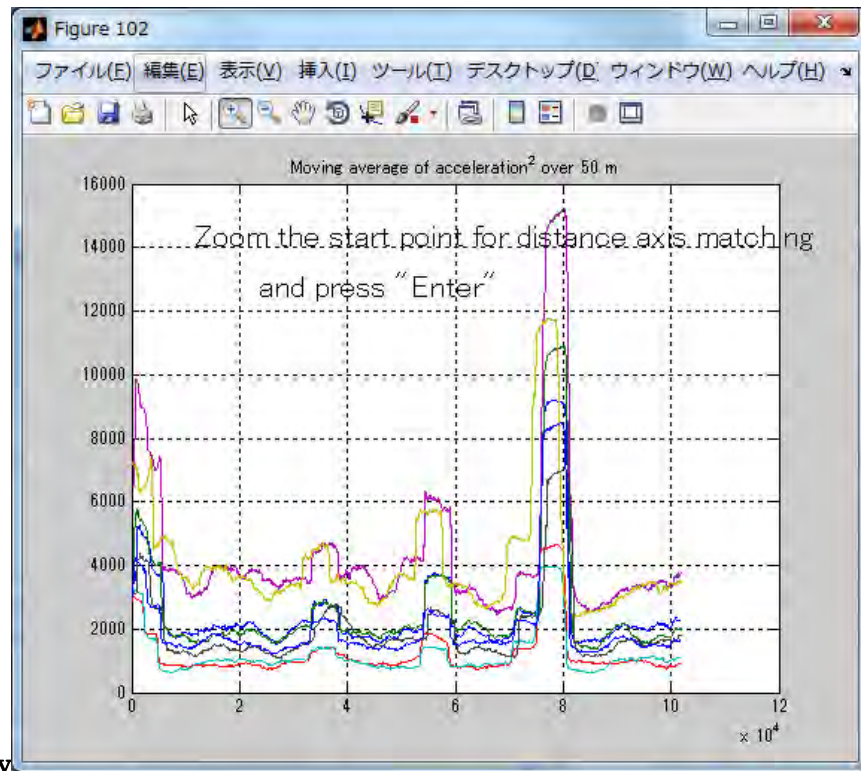 Figure 102
ファイル(F) 編集(E) 表示(V) 挿入(I) ツール(T) デスクトップ(D ウィンドウ(W) ヘルプ(H)
Moving average of acceleration² over 50 m
16000
14000
12000
10000
8000
6000
4000
2000
0
Zoom the start point for distance axis matching
and press "Enter"
0 2 4 6 8 10 12
x 10⁴
v